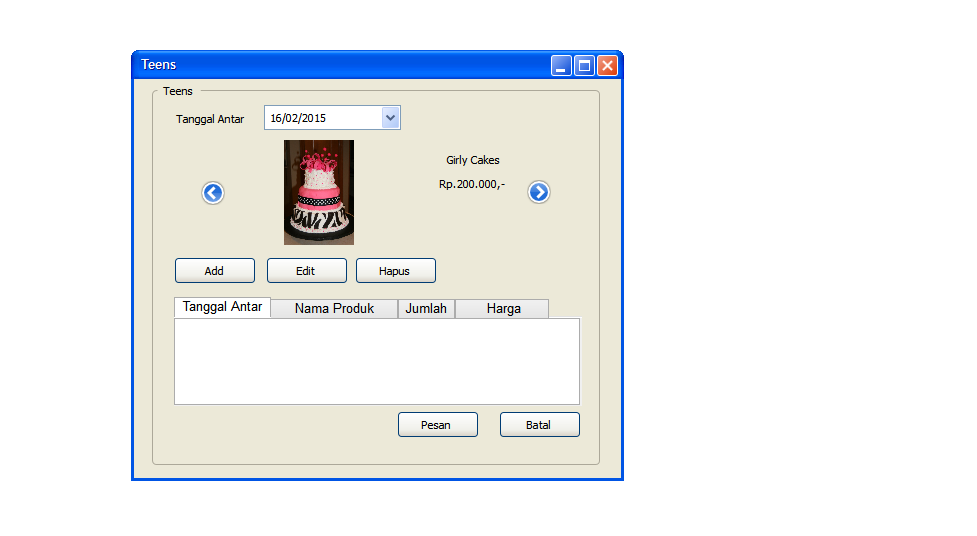 Teens
Teens
Tanggal Antar 16/02/2015
Girly Cakes
Rp.200.000,-
Add Edit Hapus
Tanggal Antar Nama Produk Jumlah Harga
Pesan Batal